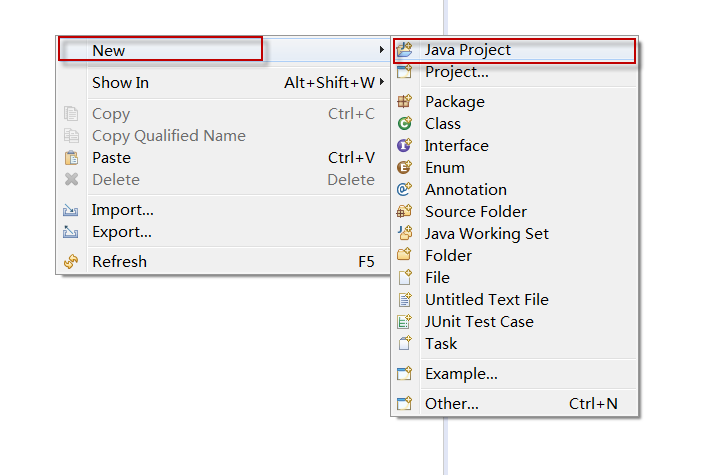 New
Show In Alt+Shift+W
Copy Ctrl+C
Copy Qualified Name
Paste Ctrl+V
Delete Delete
Import...
Export...
Refresh F5
Java Project
Project...
Package
Class
Interface
Enum
Annotation
Source Folder
Java Working Set
Folder
File
Untitled Text File
JUnit Test Case
Task
Example...
Other... Ctrl+N